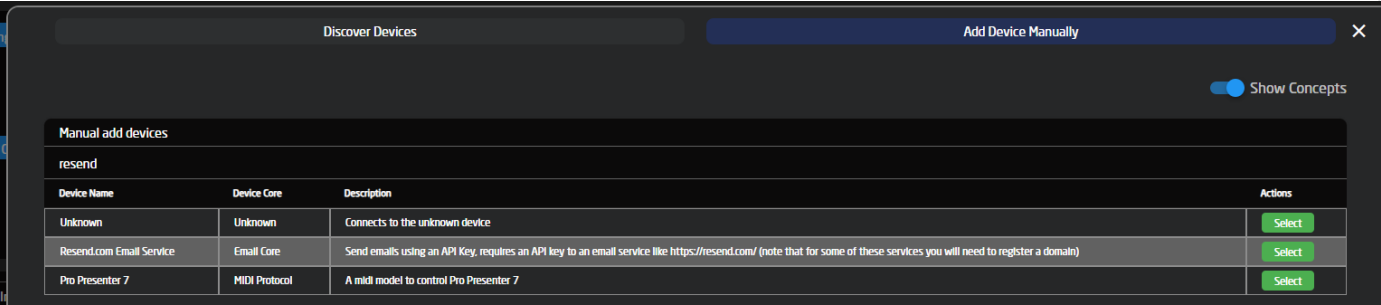 Discover Devices
Add Device Manually
Show Concepts
Manual add devices
resend
Device Name Device Core Description Actions
Unknown Unknown Connects to the unknown device Select
Resend.com Email Service Email Core Send emails using an API Key, requires an API key to an email service like https://resend.com/ (note that for some of these services you will need to register a domain) Select
Pro Presenter 7 MIDI Protocol A midi model to control Pro Presenter 7 Select